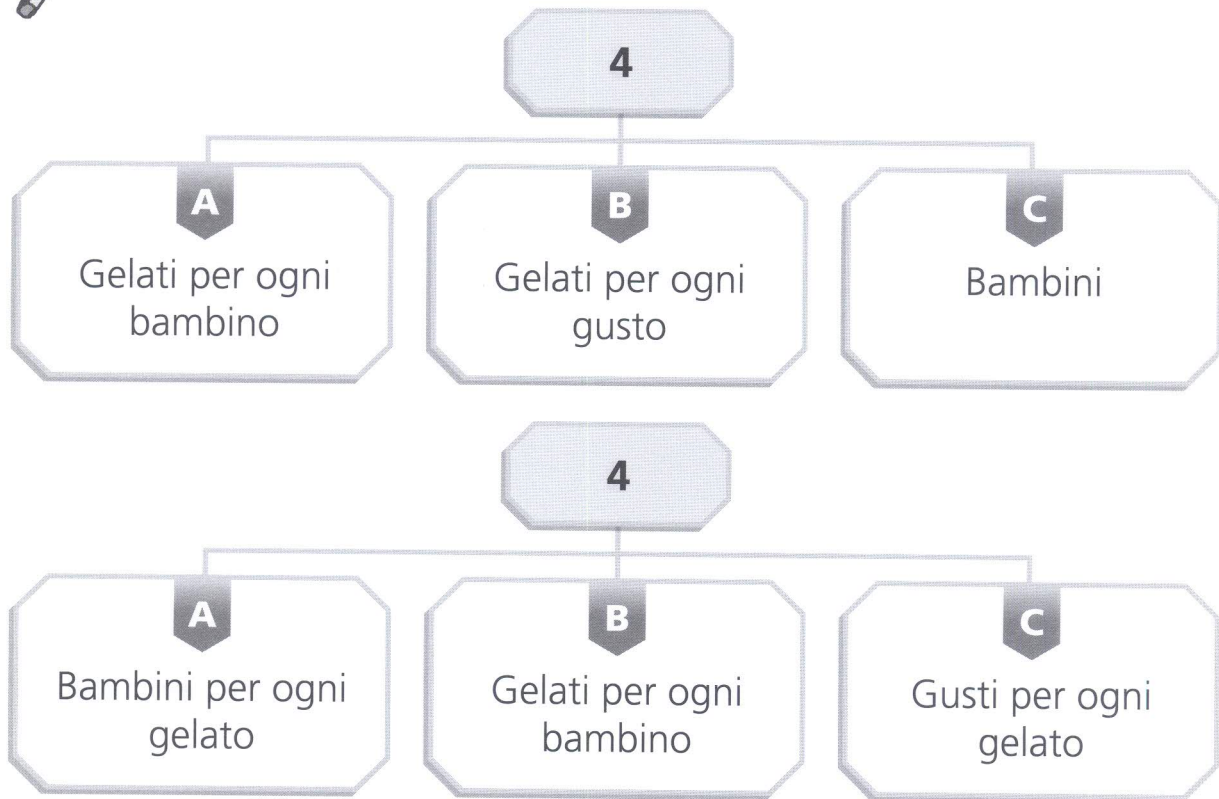 4
A
B
C
Gelati per ogni
bambino
Gelati per ogni
gusto
Bambini
4
A
B
C
Bambini per ogni
gelato
Gelati per ogni
bambino
Gusti per ogni
gelato